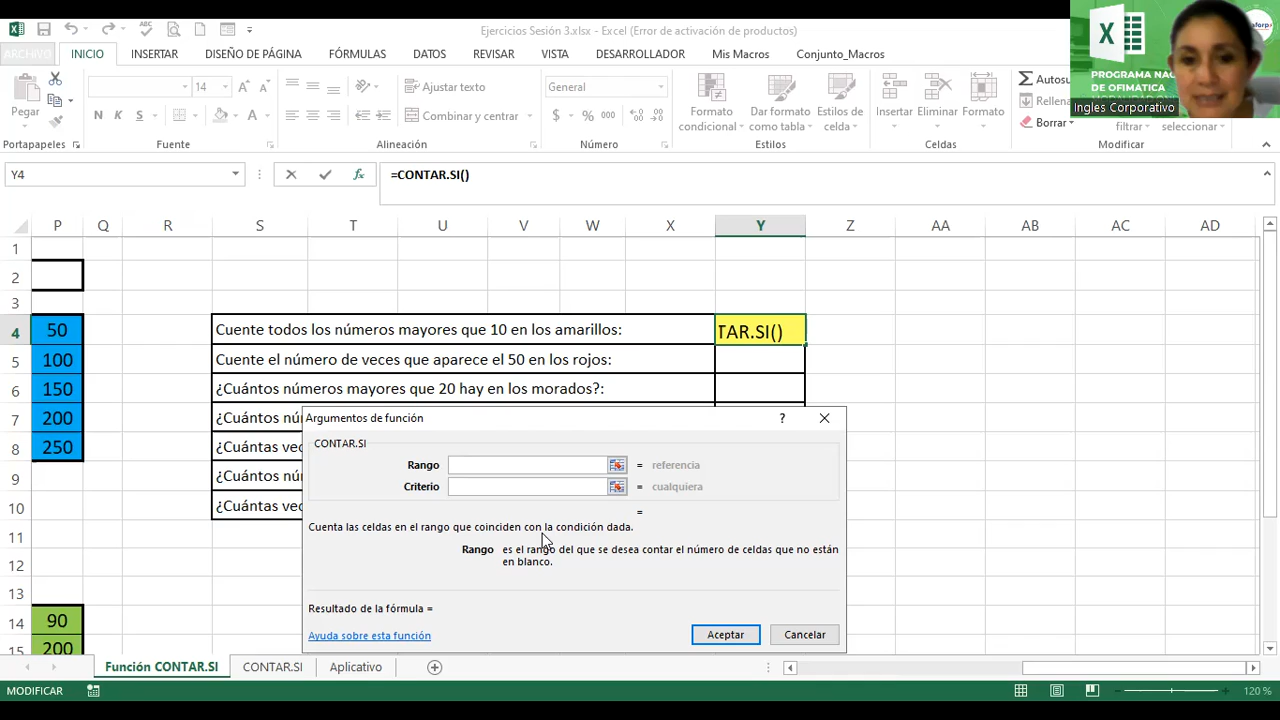 Ejercicios Sesión 3.xlsx - Excel (Error de activación de productos)
ARCHIVO INICIO INSERTAR DISEÑO DE PÁGINA FÓRMULAS DATOS REVISAR VISTA DESARROLLADOR Mis Macros Conjunto_Macros
PROGRAMA NAC
DE OFIMÁTICA
Ingles Corporativo
14 Ajustar texto General Autosu
Pegar N K S Combinar y centrar $ % 000 Formato condicional Dar formato como tabla Estilos de celda Insertar Eliminar Formato Rellena
Borrar filtrar seleccionar
Portapapeles Fuente Alineación Número Estilos Celdas Modificar
Y4 fx =CONTAR.SI()
P Q R S T U V W X Y Z AA AB AC AD
1
2
3
4 50 Cuente todos los números mayores que 10 en los amarillos: TAR.SI()
5 100 Cuente el número de veces que aparece el 50 en los rojos:
6 150 ¿Cuántos números mayores que 20 hay en los morados?:
7 200 ¿Cuántos nú
8 250 ¿Cuántas vec
9 ¿Cuántos nú
10 ¿Cuántas vec
11
12
13
14 90
15 200
Argumentos de función ?
CONTAR.SI
Rango = referencia
Criterio = cualquiera
=
Cuenta las celdas en el rango que coinciden con la condición dada.
Rango es el rango del que se desea contar el número de celdas que no están
en blanco.
Resultado de la fórmula =
Ayuda sobre esta función Aceptar Cancelar
Función CONTAR.SI CONTAR.SI Aplicativo
MODIFICAR 120 %